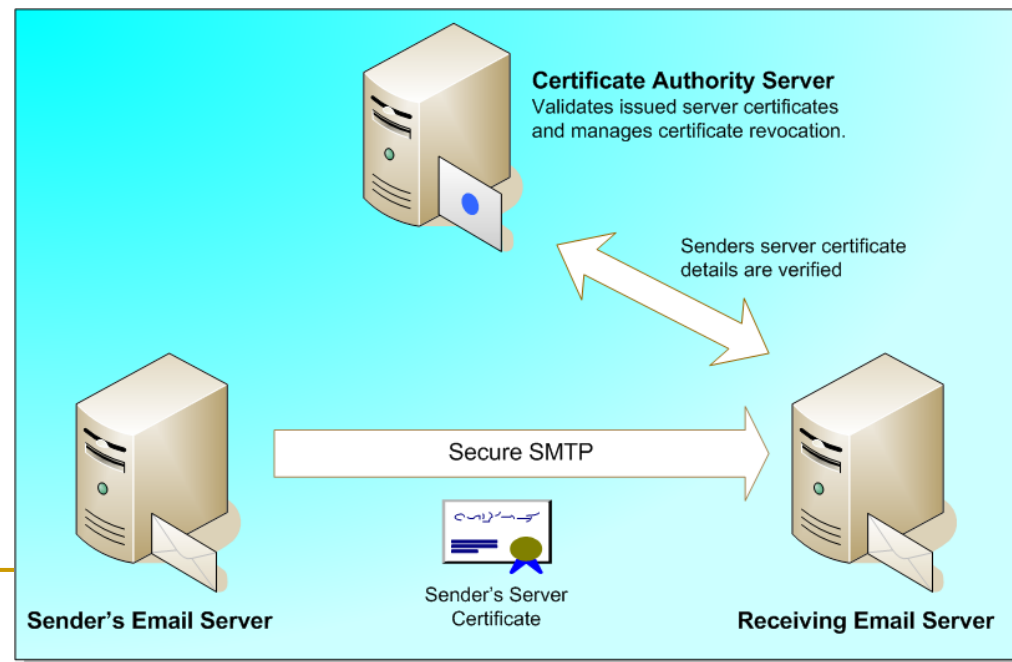 Certificate Authority Server
Validates issued server certificates
and manages certificate revocation.
Senders server certificate
details are verified
Secure SMTP
Sender's Server
Certificate
Sender's Email Server
Receiving Email Server